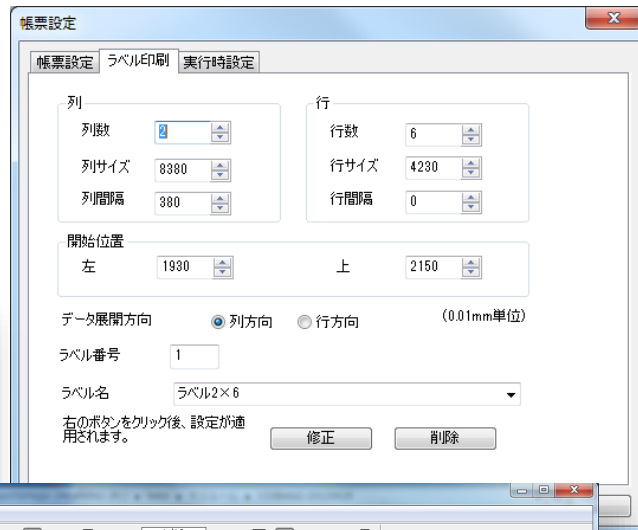 帳票設定
帳票設定 ラベル印刷 実行時設定
列
列数 2
列サイズ 8380
列間隔 380
行
行数 6
行サイズ 4230
行間隔 0
開始位置
左 1930 上 2150
データ展開方向 列方向 行方向 (0.01mm単位)
ラベル番号 1
ラベル名 ラベル2×6
右のボタンをクリック後、設定が適
用されます。
修正 削除